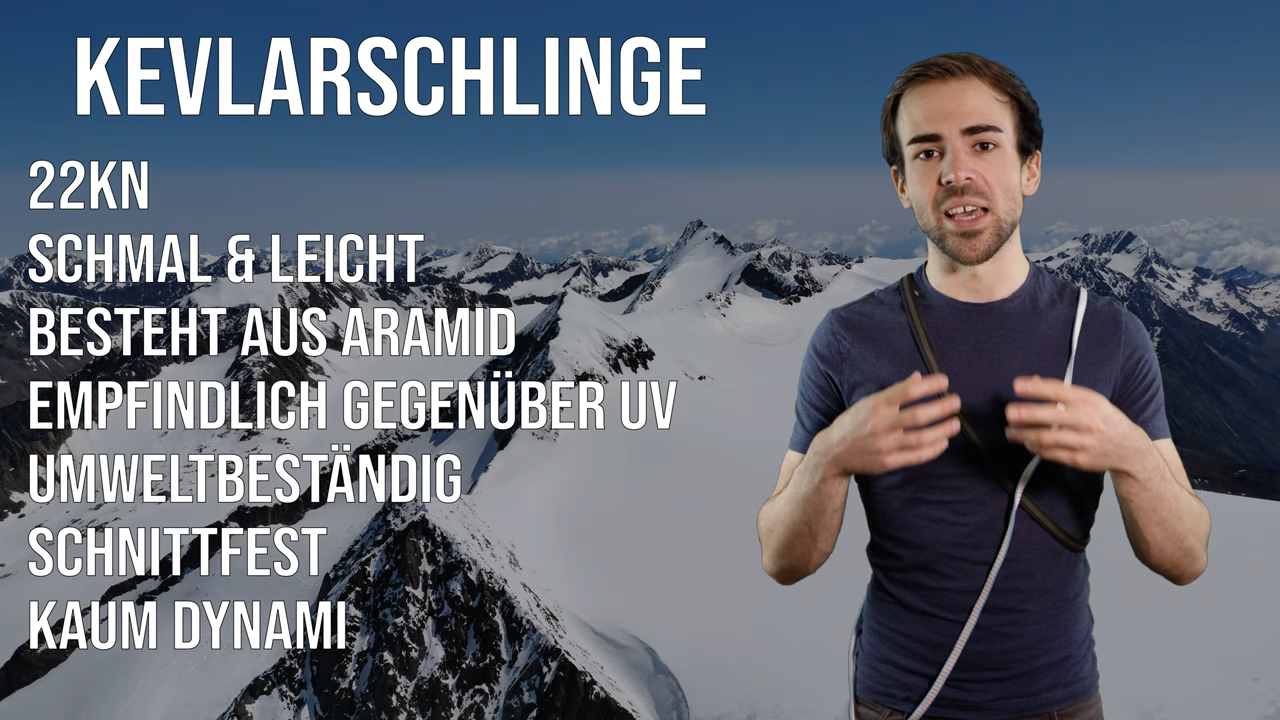 KEVLARSCHLINGE
22KN
SCHMAL & LEICHT
BESTEHT AUS ARAMID
EMPFINDLICH GEGENÜBER UV
UMWELTBESTÄNDIG
SCHNITTFEST
KAUM DYNAMI